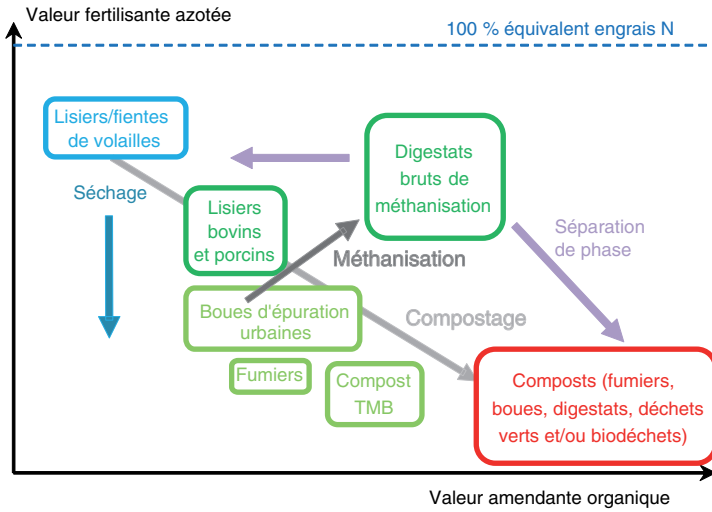 Valeur fertilisante azotée
100 % équivalent engrais N
Lisiers/fientes
de volailles
Digestats
bruts de
méthanisation
Séchage
Lisiers
bovins
et porcins
Séparation
de phase
Méthanisation
Boues d'épuration
urbaines
Compostage
Fumiers
Compost
TMB
Composts (fumiers,
boues, digestats, déchets
verts et/ou biodéchets)
Valeur amendante organique